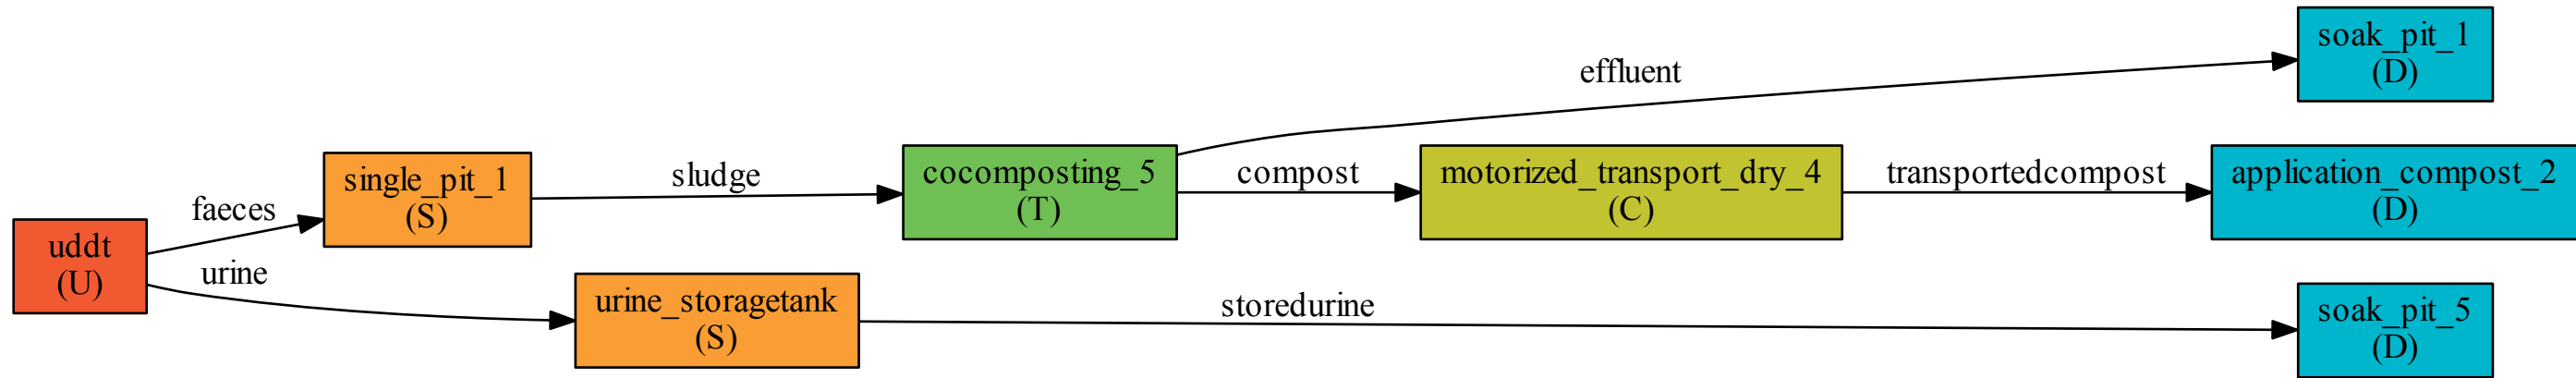 uddt
(U)
faeces
urine
single_pit_1
(S)
urine_storagetank
(S)
sludge
storedurine
cocomposting_5
(T)
effluent
compost
motorized_transport_dry_4
(C)
transportedcompost
soak_pit_1
(D)
application_compost_2
(D)
soak_pit_5
(D)